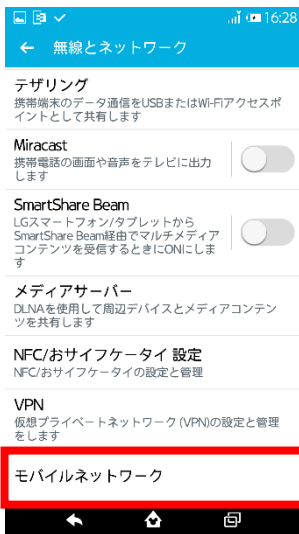 16:28
無線とネットワーク
テザリング
携帯端末のデータ通信をUSBまたはWi-Fiアクセスポ
イントとして共有します
Miracast
携帯電話の画面や音声をテレビに出力
します
SmartShare Beam
LGスマートフォン/タブレットから
SmartShare Beam経由でマルチメディア
コンテンツを受信するときにONにしま
す
メディアサーバー
DLNAを使用して周辺デバイスとメディアコンテン
ツを共有します
NFC/おサイフケータイ 設定
NFC/おサイフケータイの設定と管理
VPN
仮想プライベートネットワーク (VPN)の設定と管理
をします
モバイルネットワーク